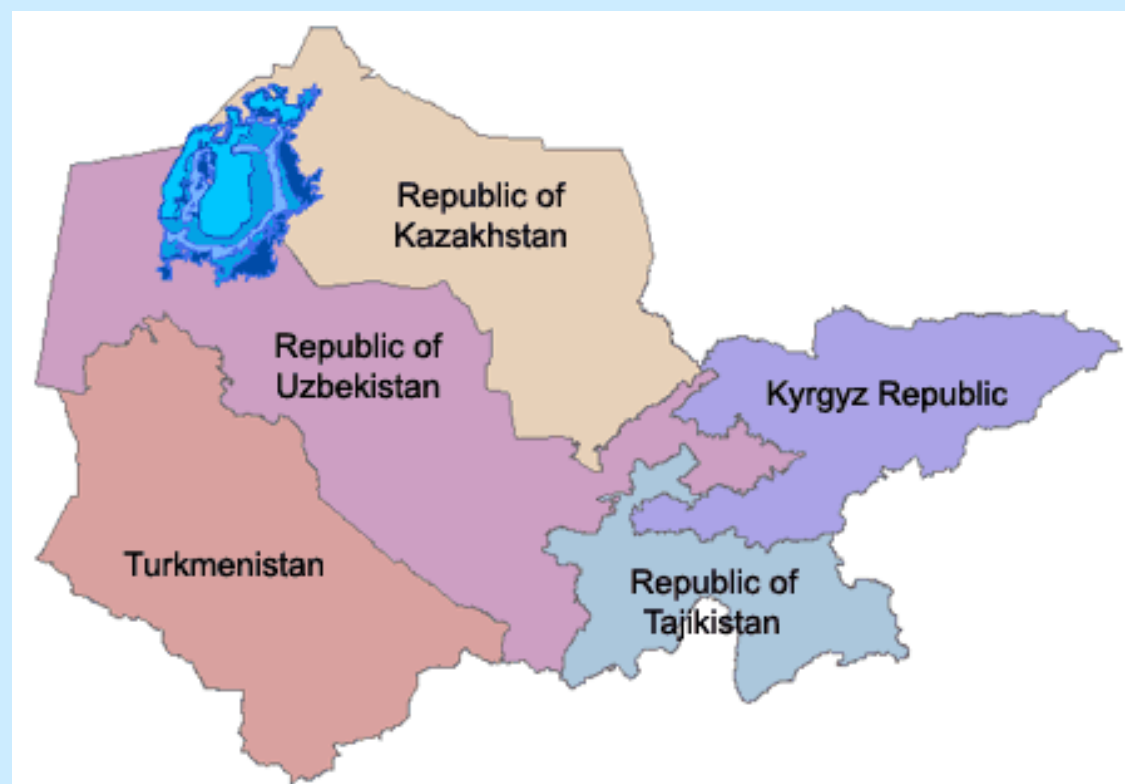 Republic of
Kazakhstan
Republic of
Uzbekistan
Kyrgyz Republic
Turkmenistan
Republic of
Tajikistan